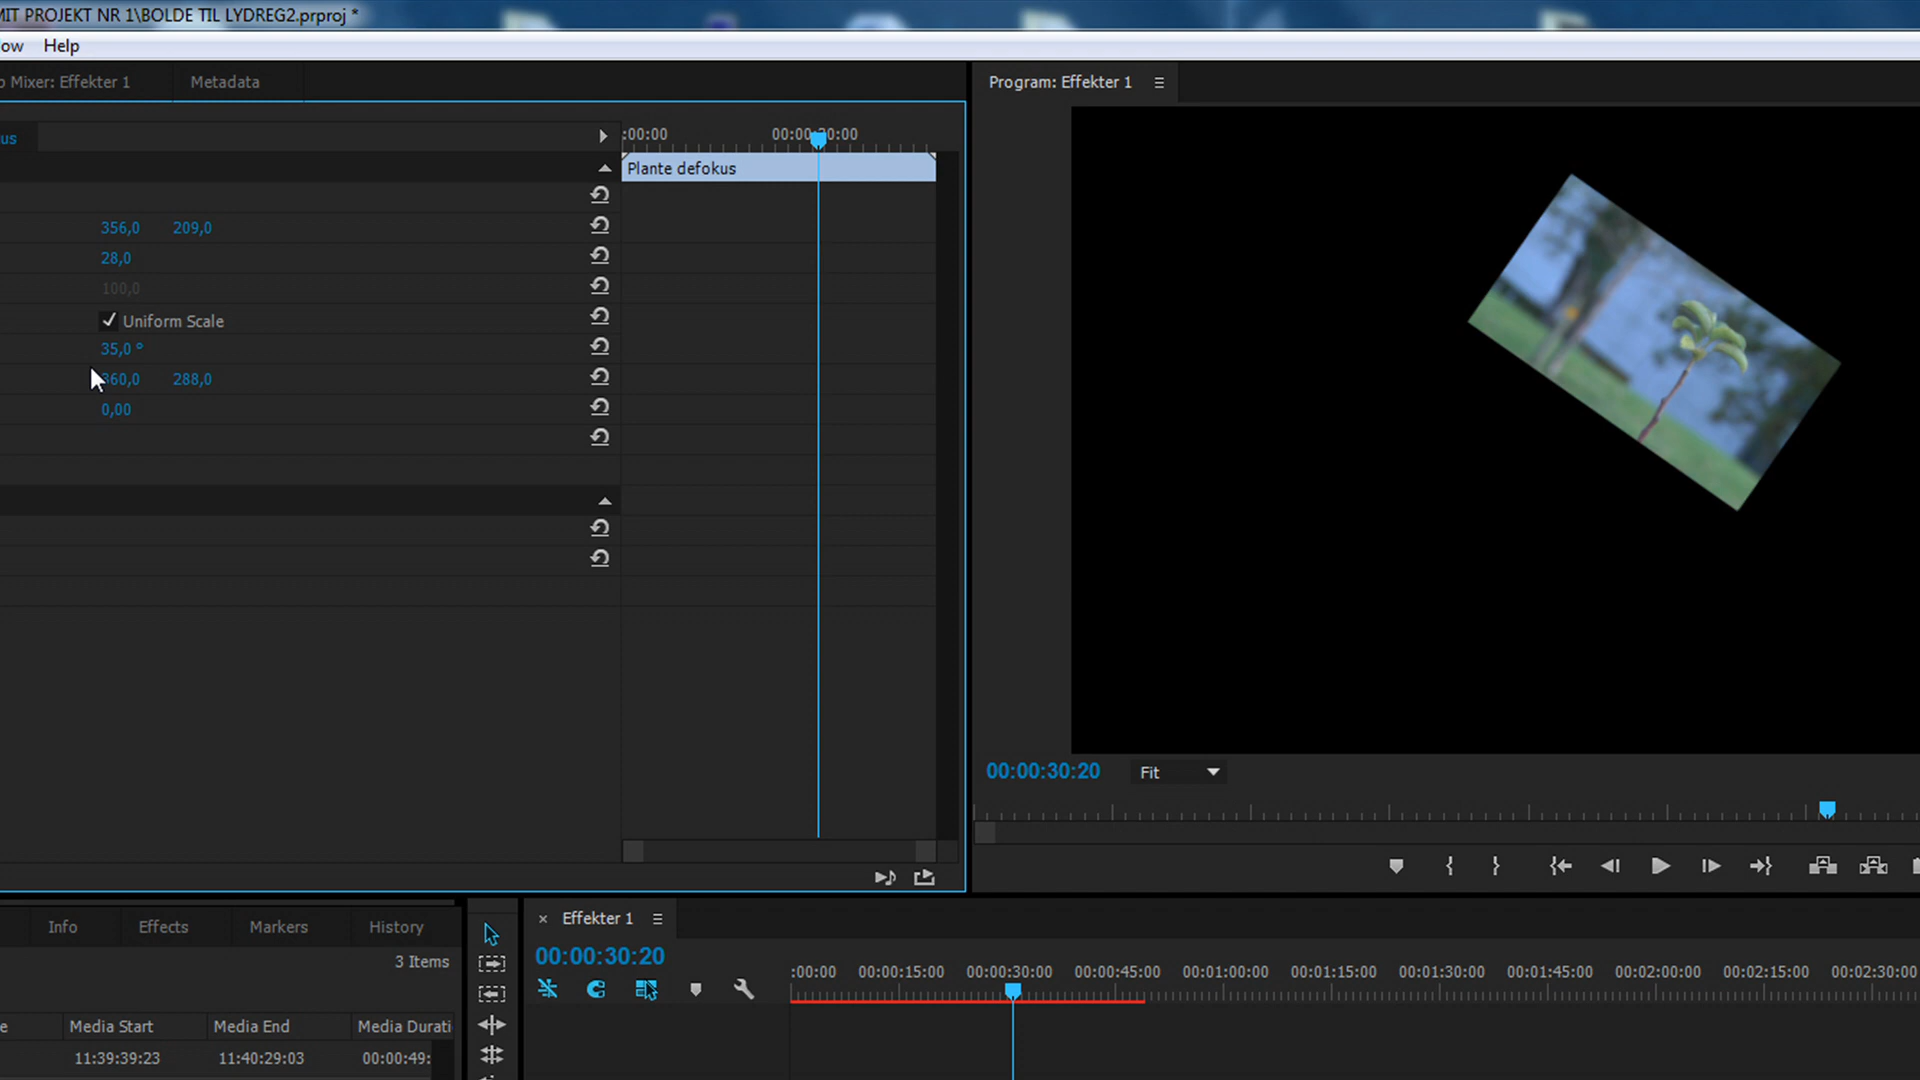 MIT PROJEKT NR 1\BOLDE TIL LYDREG2.prproj *
ow Help
o Mixer: Effekter 1 Metadata
Program: Effekter 1
us
:00:00
Plante defokus
356,0 209,0
28,0
100,0
Uniform Scale
35,0 °
360,0 288,0
0,00
00:00:30:20 Fit
Info Effects Markers History
3 Items
Effekter 1
00:00:30:20
:00:00 00:00:15:00 00:00:30:00 00:00:45:00 00:01:00:00 00:01:15:00 00:01:30:00 00:01:45:00 00:02:00:00 00:02:15:00 00:02:30:00
e Media Start Media End Media Durati
11:39:39:23 11:40:29:03 00:00:49: